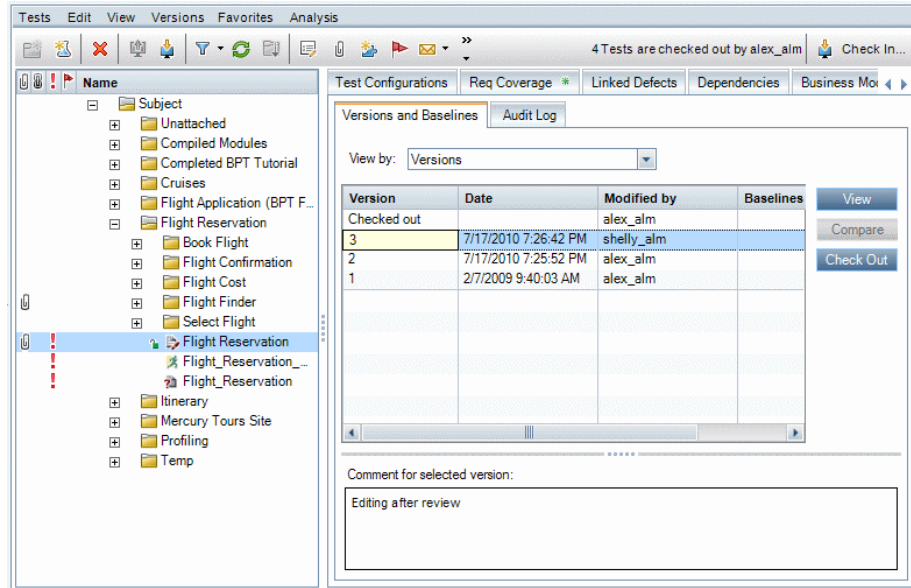 Tests Edit View Versions Favorites Analysis
4 Tests are checked out by alex_alm Check In...
Name
Subject
Unattached
Compiled Modules
Completed BPT Tutorial
Cruises
Flight Application (BPT F...
Flight Reservation
Book Flight
Flight Confirmation
Flight Cost
Flight Finder
Select Flight
Flight Reservation
Flight_Reservation_...
Flight_Reservation
Itinerary
Mercury Tours Site
Profiling
Temp
Test Configurations Req Coverage * Linked Defects Dependencies Business Mo
Versions and Baselines Audit Log
View by: Versions
Version Date Modified by Baselines
Checked out alex_alm
3 7/17/2010 7:26:42 PM shelly_alm
2 7/17/2010 7:25:52 PM alex_alm
1 2/7/2009 9:40:03 AM alex_alm
View
Compare
Check Out
Comment for selected version:
Editing after review